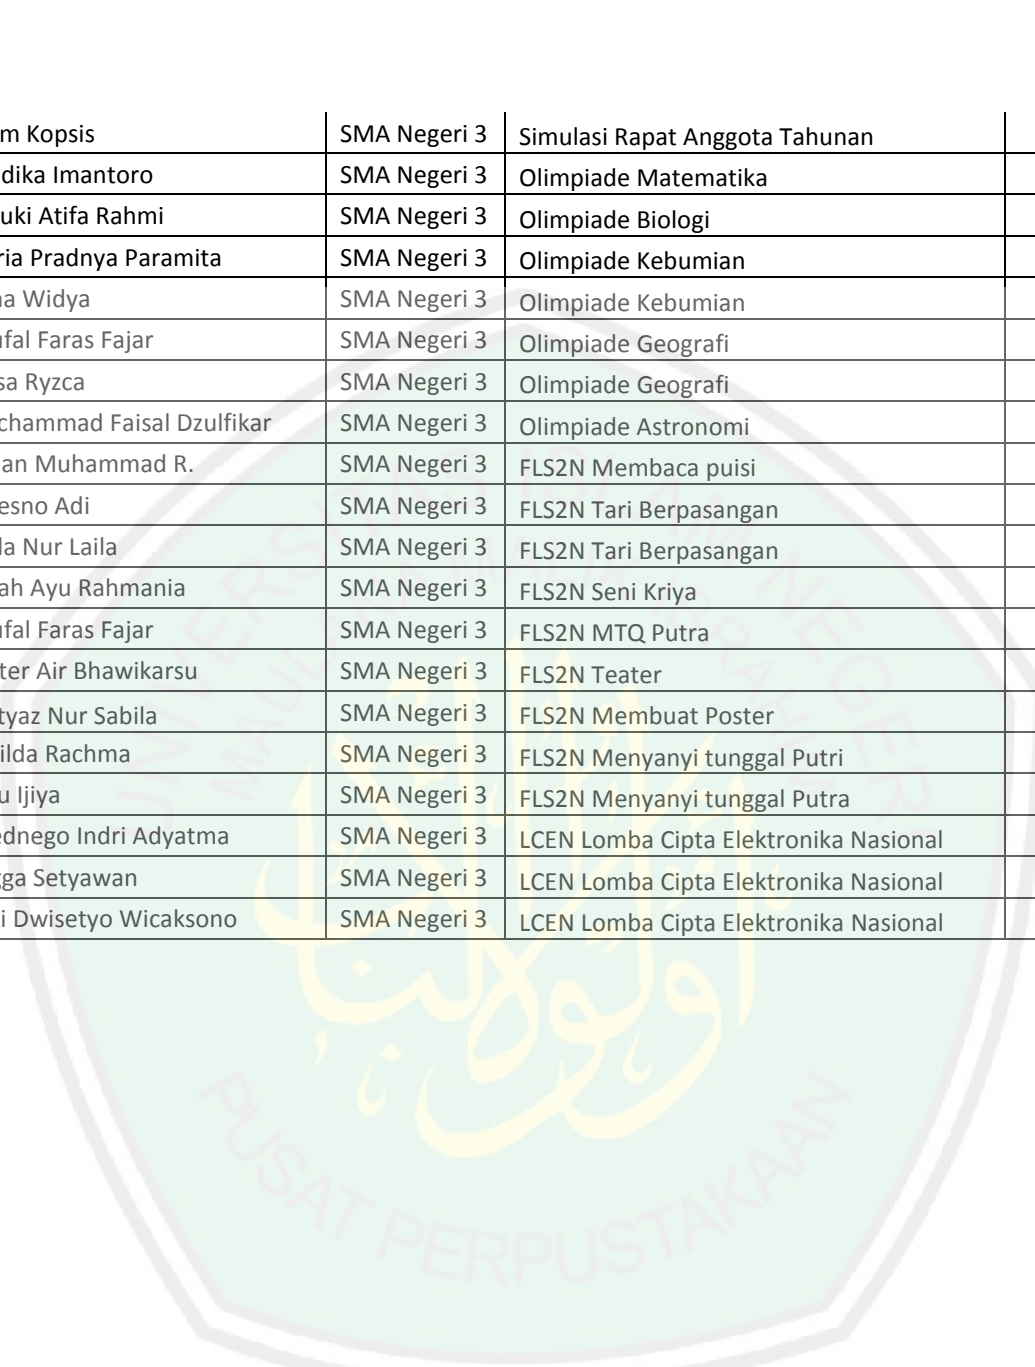 m Kopsis SMA Negeri 3 Simulasi Rapat Anggota Tahunan
dika Imantoro SMA Negeri 3 Olimpiade Matematika
uki Atifa Rahmi SMA Negeri 3 Olimpiade Biologi
ria Pradnya Paramita SMA Negeri 3 Olimpiade Kebumian
na Widya SMA Negeri 3 Olimpiade Kebumian
ufal Faras Fajar SMA Negeri 3 Olimpiade Geografi
sa Ryzca SMA Negeri 3 Olimpiade Geografi
chammad Faisal Dzulfikar SMA Negeri 3 Olimpiade Astronomi
an Muhammad R. SMA Negeri 3 FLS2N Membaca puisi
esno Adi SMA Negeri 3 FLS2N Tari Berpasangan
la Nur Laila SMA Negeri 3 FLS2N Tari Berpasangan
ah Ayu Rahmania SMA Negeri 3 FLS2N Seni Kriya
ufal Faras Fajar SMA Negeri 3 FLS2N MTQ Putra
ter Air Bhawikarsu SMA Negeri 3 FLS2N Teater
tyaz Nur Sabila SMA Negeri 3 FLS2N Membuat Poster
ilda Rachma SMA Negeri 3 FLS2N Menyanyi tunggal Putri
u Ijiya SMA Negeri 3 FLS2N Menyanyi tunggal Putra
ednego Indri Adyatma SMA Negeri 3 LCEN Lomba Cipta Elektronika Nasional
gga Setyawan SMA Negeri 3 LCEN Lomba Cipta Elektronika Nasional
i Dwisetyo Wicaksono SMA Negeri 3 LCEN Lomba Cipta Elektronika Nasional
UNIVERSITAS ISLAM NEGERI
MAULANA MALIK IBRAHIM
PUSAT PERPUSTAKAAN